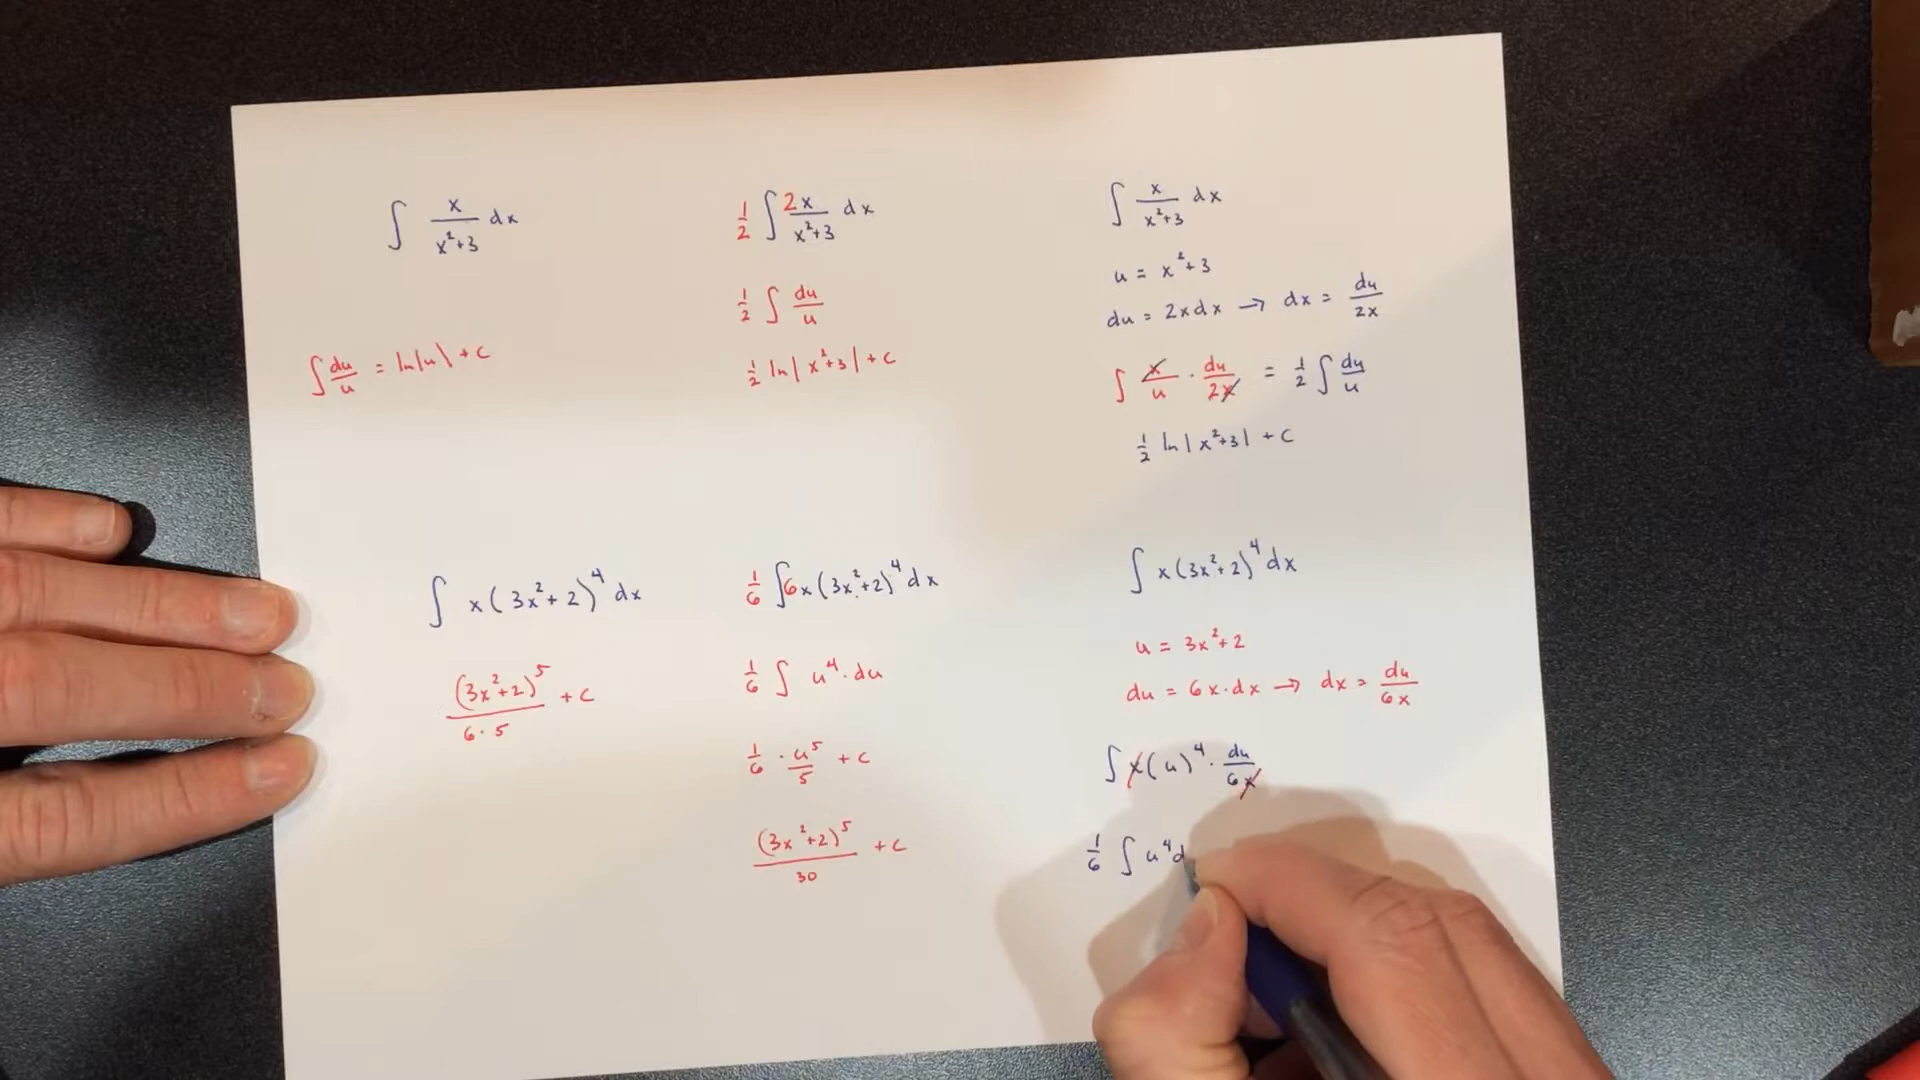 ∫ x/(x²+3) dx
∫ du/u = ln|u| + C
1/2 ∫ 2x/(x²+3) dx
1/2 ∫ du/u
1/2 ln|x²+3| + C
∫ x/(x²+3) dx
u = x²+3
du = 2xdx → dx = du/2x
∫ x/u · du/2x = 1/2 ∫ du/u
1/2 ln|x²+3| + C
∫ x(3x²+2)⁴ dx
(3x²+2)⁵/(6·5) + C
1/6 ∫ 6x(3x²+2)⁴ dx
1/6 ∫ u⁴·du
1/6 · u⁵/5 + C
(3x²+2)⁵/30 + C
∫ x(3x²+2)⁴ dx
u = 3x²+2
du = 6x·dx → dx = du/6x
∫ x(u)⁴ · du/6x
1/6 ∫ u⁴d